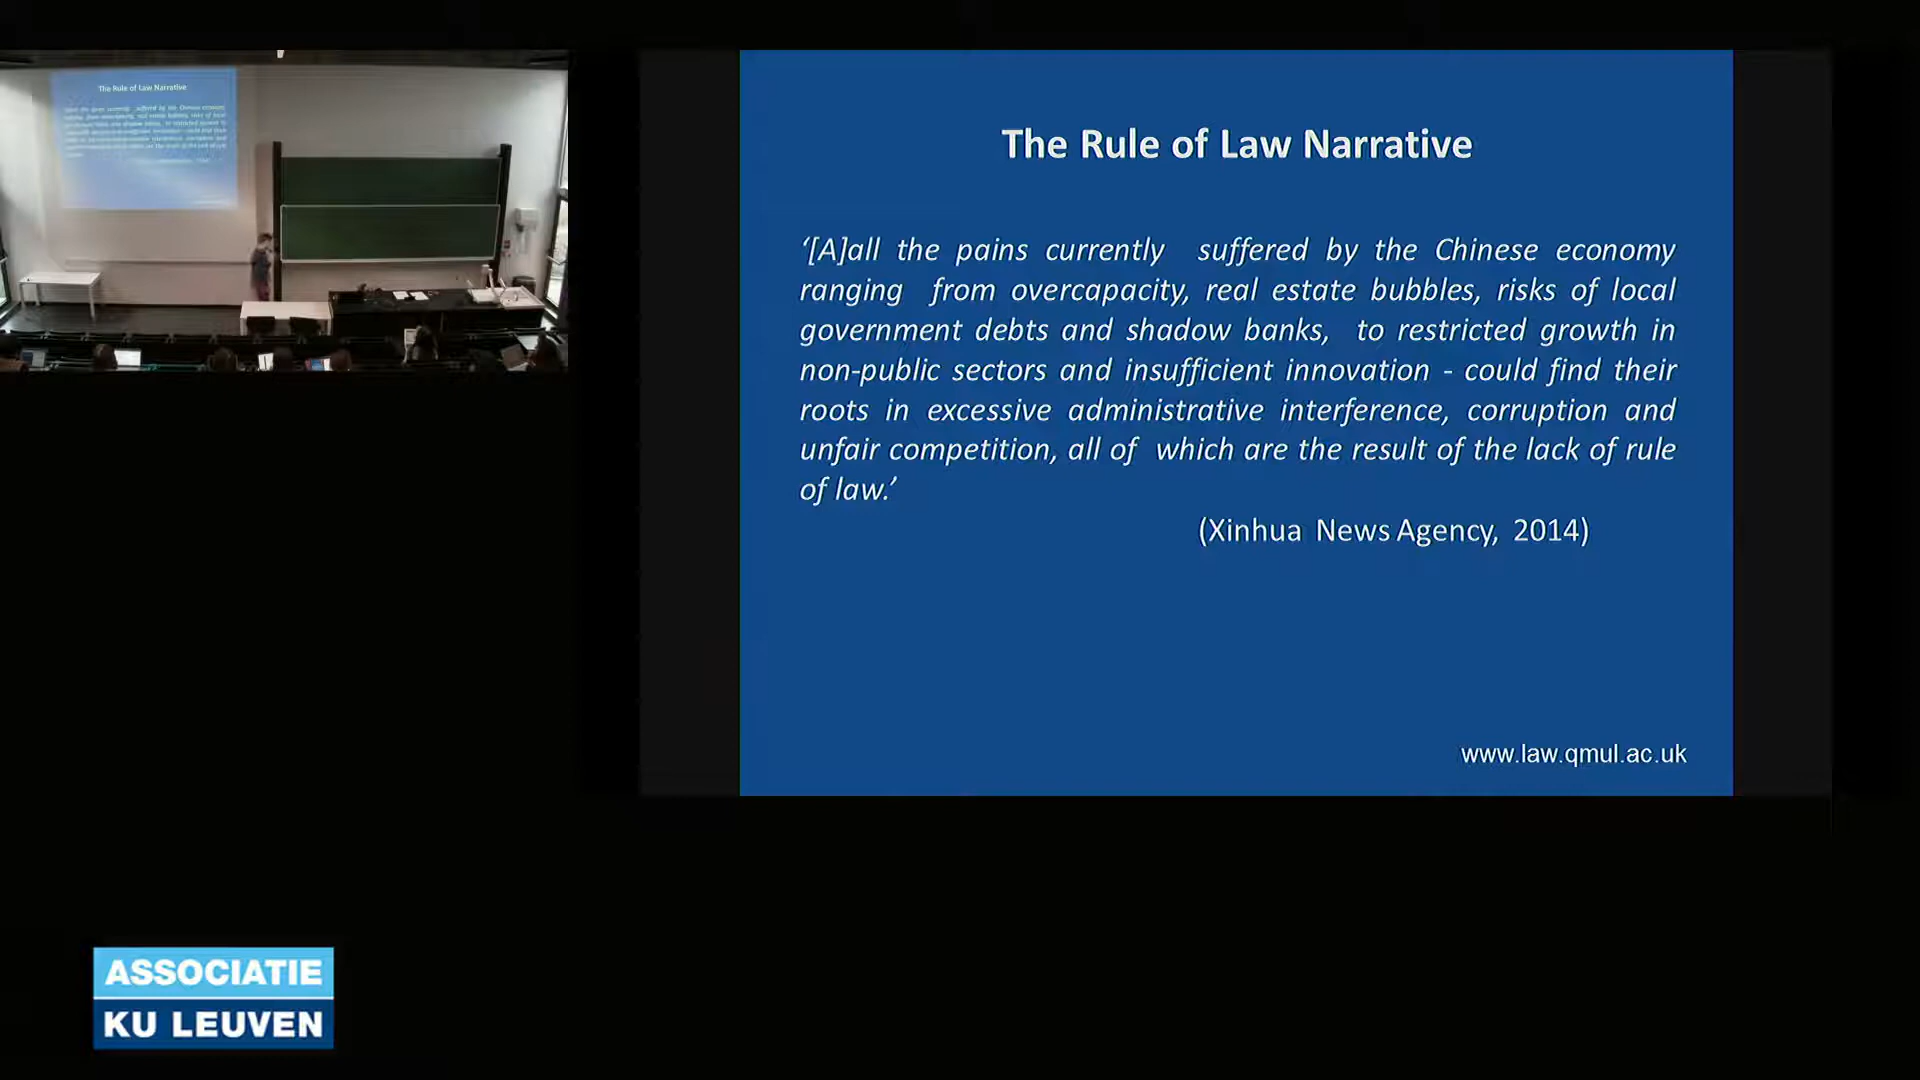 The Rule of Law Narrative
The Rule of Law Narrative
‘[A]all the pains currently suffered by the Chinese economy
ranging from overcapacity, real estate bubbles, risks of local
government debts and shadow banks, to restricted growth in
non-public sectors and insufficient innovation - could find their
roots in excessive administrative interference, corruption and
unfair competition, all of which are the result of the lack of rule
of law.’
(Xinhua News Agency, 2014)
www.law.qmul.ac.uk
ASSOCIATIE
KU LEUVEN